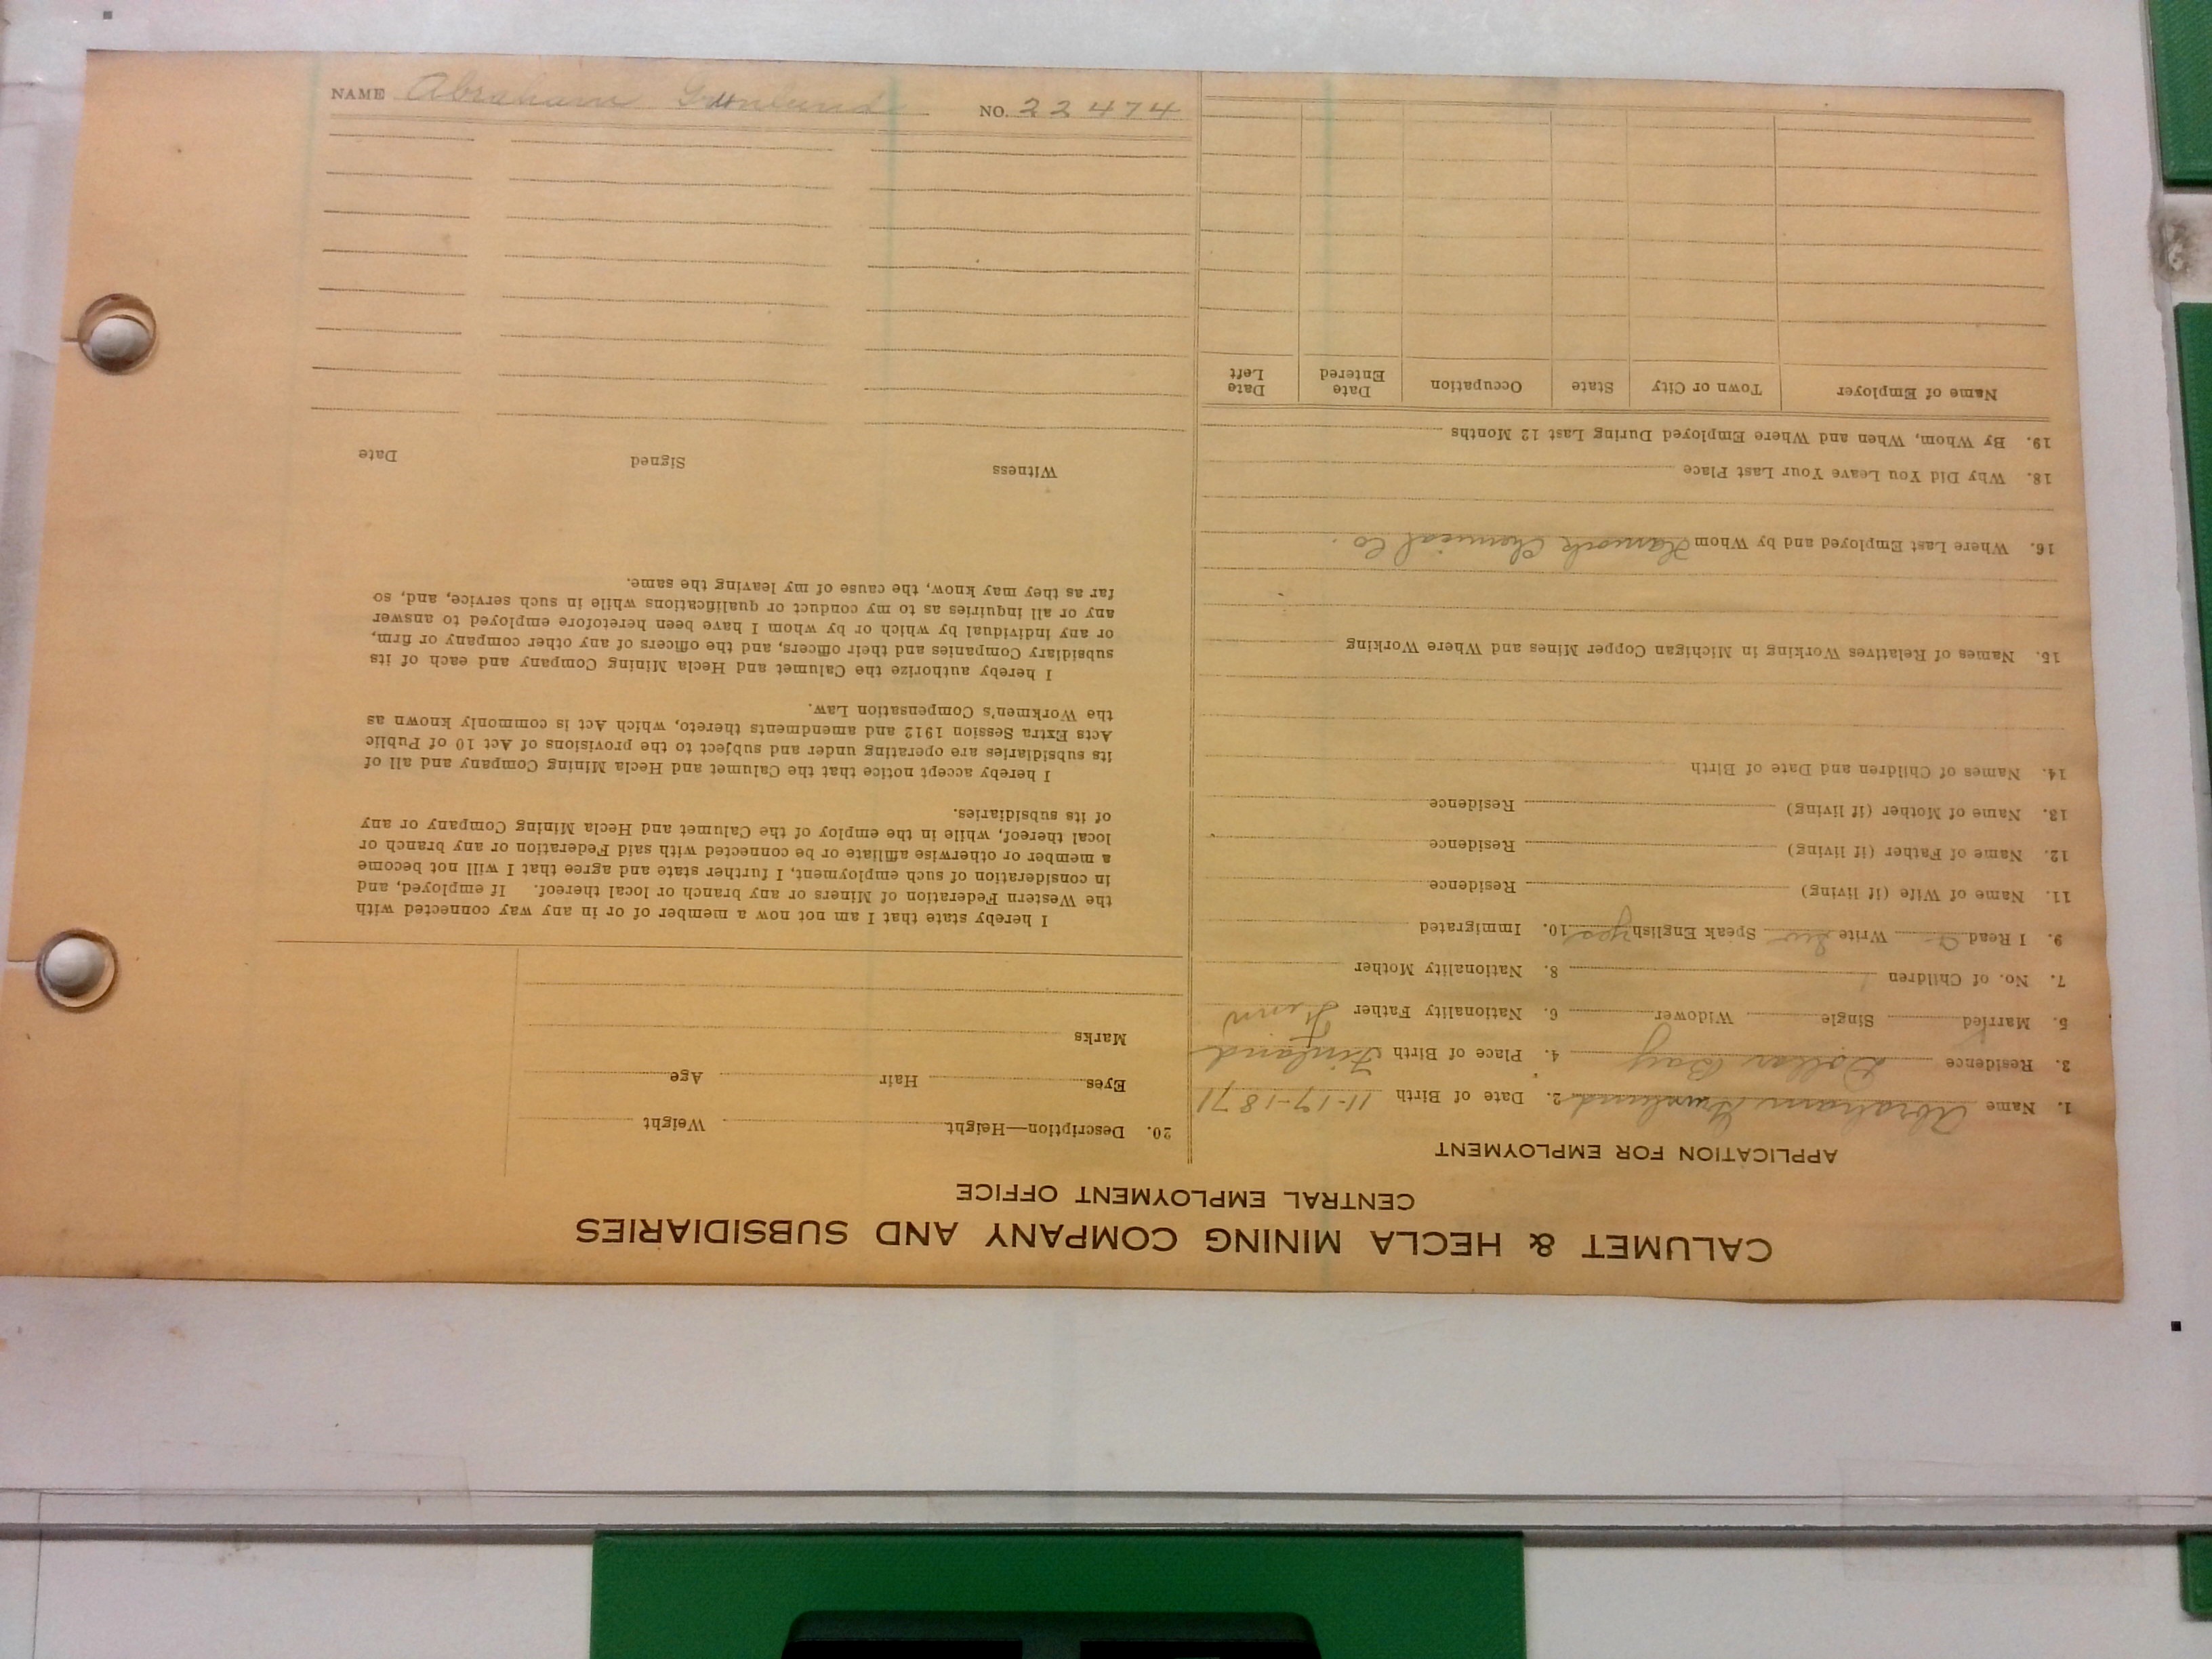 CALUMET & HECLA MINING COMPANY AND SUBSIDIARIES
CENTRAL EMPLOYMENT OFFICE
APPLICATION FOR EMPLOYMENT
1. Name Abraham 2. Date of Birth 11-17-1871
3. Residence Dollar Bay 4. Place of Birth Finland
5. Married Single Widower 6. Nationality Father Finn
7. No. of Children 8. Nationality Mother
9. I Read Write Speak English yes 10. Immigrated
11. Name of Wife (if living) Residence
12. Name of Father (if living) Residence
13. Name of Mother (if living) Residence
14. Names of Children and Date of Birth
15. Names of Relatives Working in Michigan Copper Mines and Where Working
16. Where Last Employed and by Whom Chemical Co.
18. Why Did You Leave Your Last Place
19. By Whom, When and Where Employed During Last 12 Months
Name of Employer Town or City State Occupation Date Entered Date Left
20. Description—Height Weight
Eyes Hair Age
Marks
I hereby state that I am not now a member of or in any way connected with
the Western Federation of Miners or any branch or local thereof. If employed, and
in consideration of such employment, I further state and agree that I will not become
a member or otherwise affiliate or be connected with said Federation or any branch or
local thereof, while in the employ of the Calumet and Hecla Mining Company or any
of its subsidiaries.
I hereby accept notice that the Calumet and Hecla Mining Company and all of
its subsidiaries are operating under and subject to the provisions of Act 10 of Public
Acts Extra Session 1912 and amendments thereto, which Act is commonly known as
the Workmen's Compensation Law.
I hereby authorize the Calumet and Hecla Mining Company and each of its
subsidiary Companies and their officers, and the officers of any other company or firm,
or any individual by which or by whom I have been heretofore employed to answer
any or all inquiries as to my conduct or qualifications while in such service, and, so
far as they may know, the cause of my leaving the same.
Witness Signed Date
NAME Abraham NO. 22474